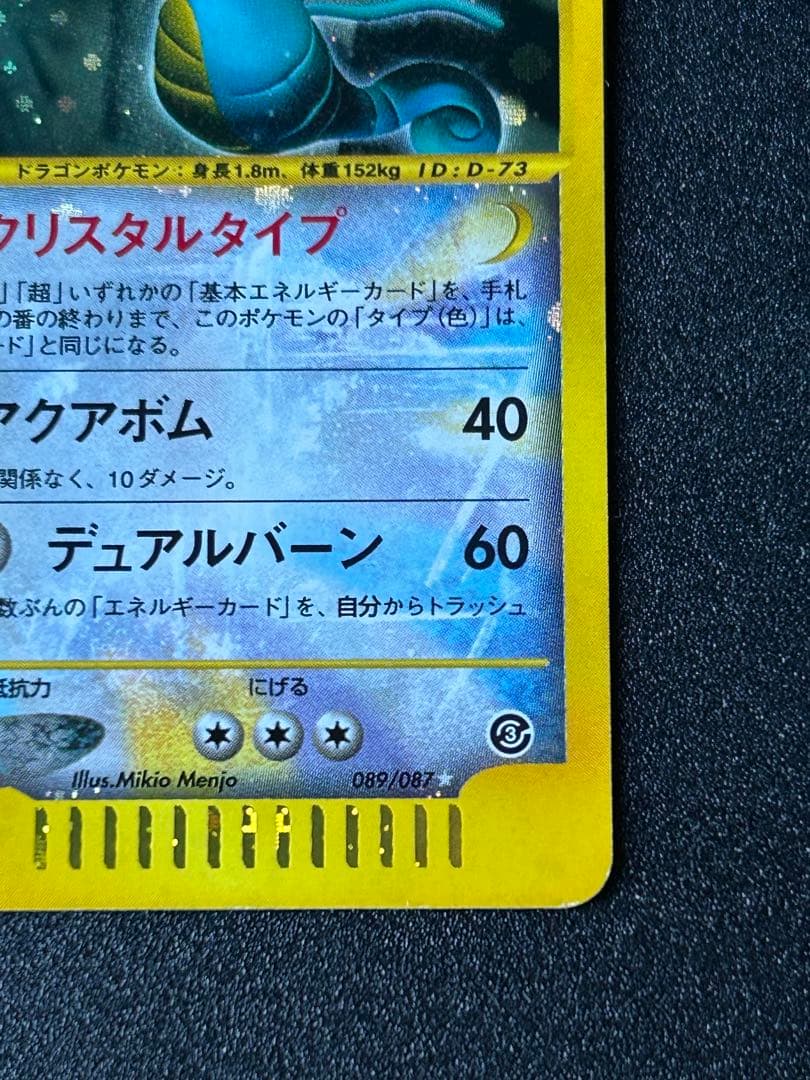 ドラゴンポケモン：身長1.8m、体重152kg ID：D-73
クリスタルタイプ
」「超」いずれかの「基本エネルギーカード」を、手札
の番の終わりまで、このポケモンの「タイプ（色）」は、
ード」と同じになる。
アクアボム 40
関係なく、10ダメージ。
デュアルバーン 60
数ぶんの「エネルギーカード」を、自分からトラッシュ
抵抗力 にげる
3
Illus.Mikio Menjo 089/087★